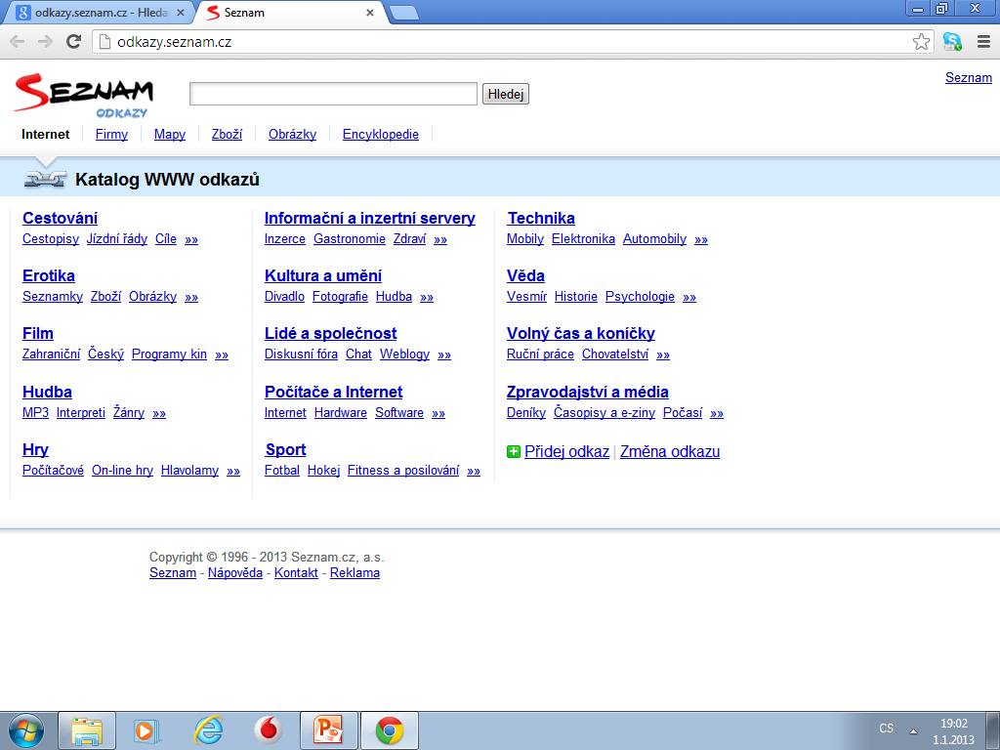 odkazy.seznam.cz - Hleda
Seznam
odkazy.seznam.cz
Seznam
SEZNAM
ODKAZY
Hledej
Internet Firmy Mapy Zboží Obrázky Encyklopedie
Katalog WWW odkazů
Cestování
Cestopisy Jízdní řády Cíle »»
Erotika
Seznamky Zboží Obrázky »»
Film
Zahraniční Český Programy kin »»
Hudba
MP3 Interpreti Žánry »»
Hry
Počítačové On-line hry Hlavolamy »»
Informační a inzertní servery
Inzerce Gastronomie Zdraví »»
Kultura a umění
Divadlo Fotografie Hudba »»
Lidé a společnost
Diskusní fóra Chat Weblogy »»
Počítače a Internet
Internet Hardware Software »»
Sport
Fotbal Hokej Fitness a posilování »»
Technika
Mobily Elektronika Automobily »»
Věda
Vesmír Historie Psychologie »»
Volný čas a koníčky
Ruční práce Chovatelství »»
Zpravodajství a média
Deníky Časopisy a e-ziny Počasí »»
Přidej odkaz | Změna odkazu
Copyright © 1996 - 2013 Seznam.cz, a.s.
Seznam - Nápověda - Kontakt - Reklama
CS
19:02
1.1.2013